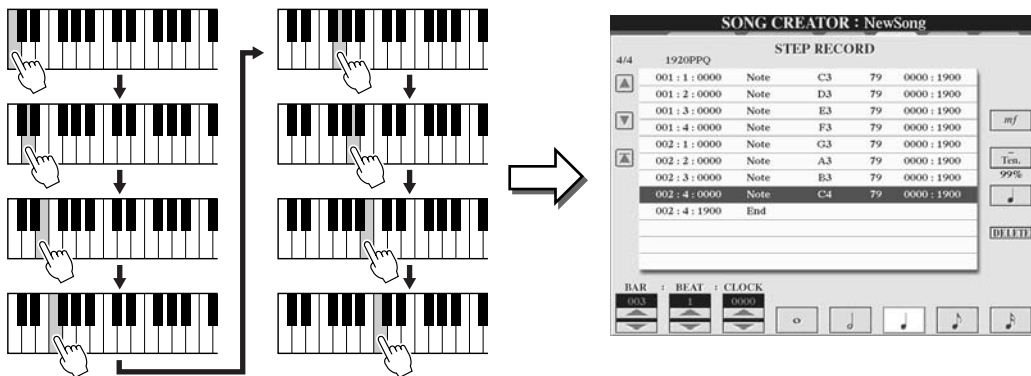 SONG CREATOR : NewSong
STEP RECORD
4/4 1920PPQ
001 : 1 : 0000 Note C3 79 0000 : 1900
001 : 2 : 0000 Note D3 79 0000 : 1900
001 : 3 : 0000 Note E3 79 0000 : 1900
001 : 4 : 0000 Note F3 79 0000 : 1900
002 : 1 : 0000 Note G3 79 0000 : 1900
002 : 2 : 0000 Note A3 79 0000 : 1900
002 : 3 : 0000 Note B3 79 0000 : 1900
002 : 4 : 0000 Note C4 79 0000 : 1900
002 : 4 : 1900 End
mf
Ten.
99%
DELETE
BAR : BEAT : CLOCK
003 1 0000